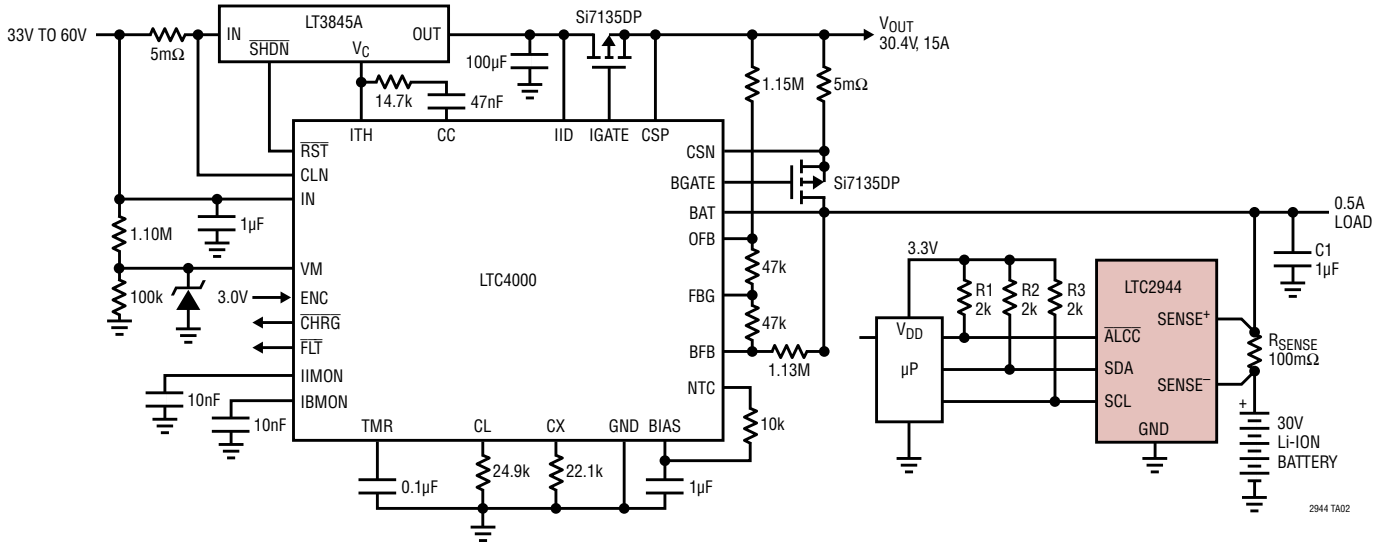 33V TO 60V
5mΩ
IN
LT3845A
OUT
SHDN
VC
Si7135DP
VOUT
30.4V, 15A
100µF
14.7k
47nF
1.15M
5mΩ
ITH
CC
IID
IGATE
CSP
RST
CLN
IN
1µF
1.10M
VM
100k
3.0V
ENC
CHRG
FLT
IIMON
10nF
IBMON
10nF
LTC4000
CSN
BGATE
Si7135DP
BAT
OFB
47k
FBG
47k
BFB
1.13M
NTC
10k
TMR
CL
CX
GND
BIAS
0.1µF
24.9k
22.1k
1µF
0.5A
LOAD
C1
1µF
3.3V
R1
2k
R2
2k
R3
2k
VDD
µP
LTC2944
ALCC
SDA
SCL
SENSE+
SENSE–
GND
RSENSE
100mΩ
+
30V
Li-ION
BATTERY
2944 TA02